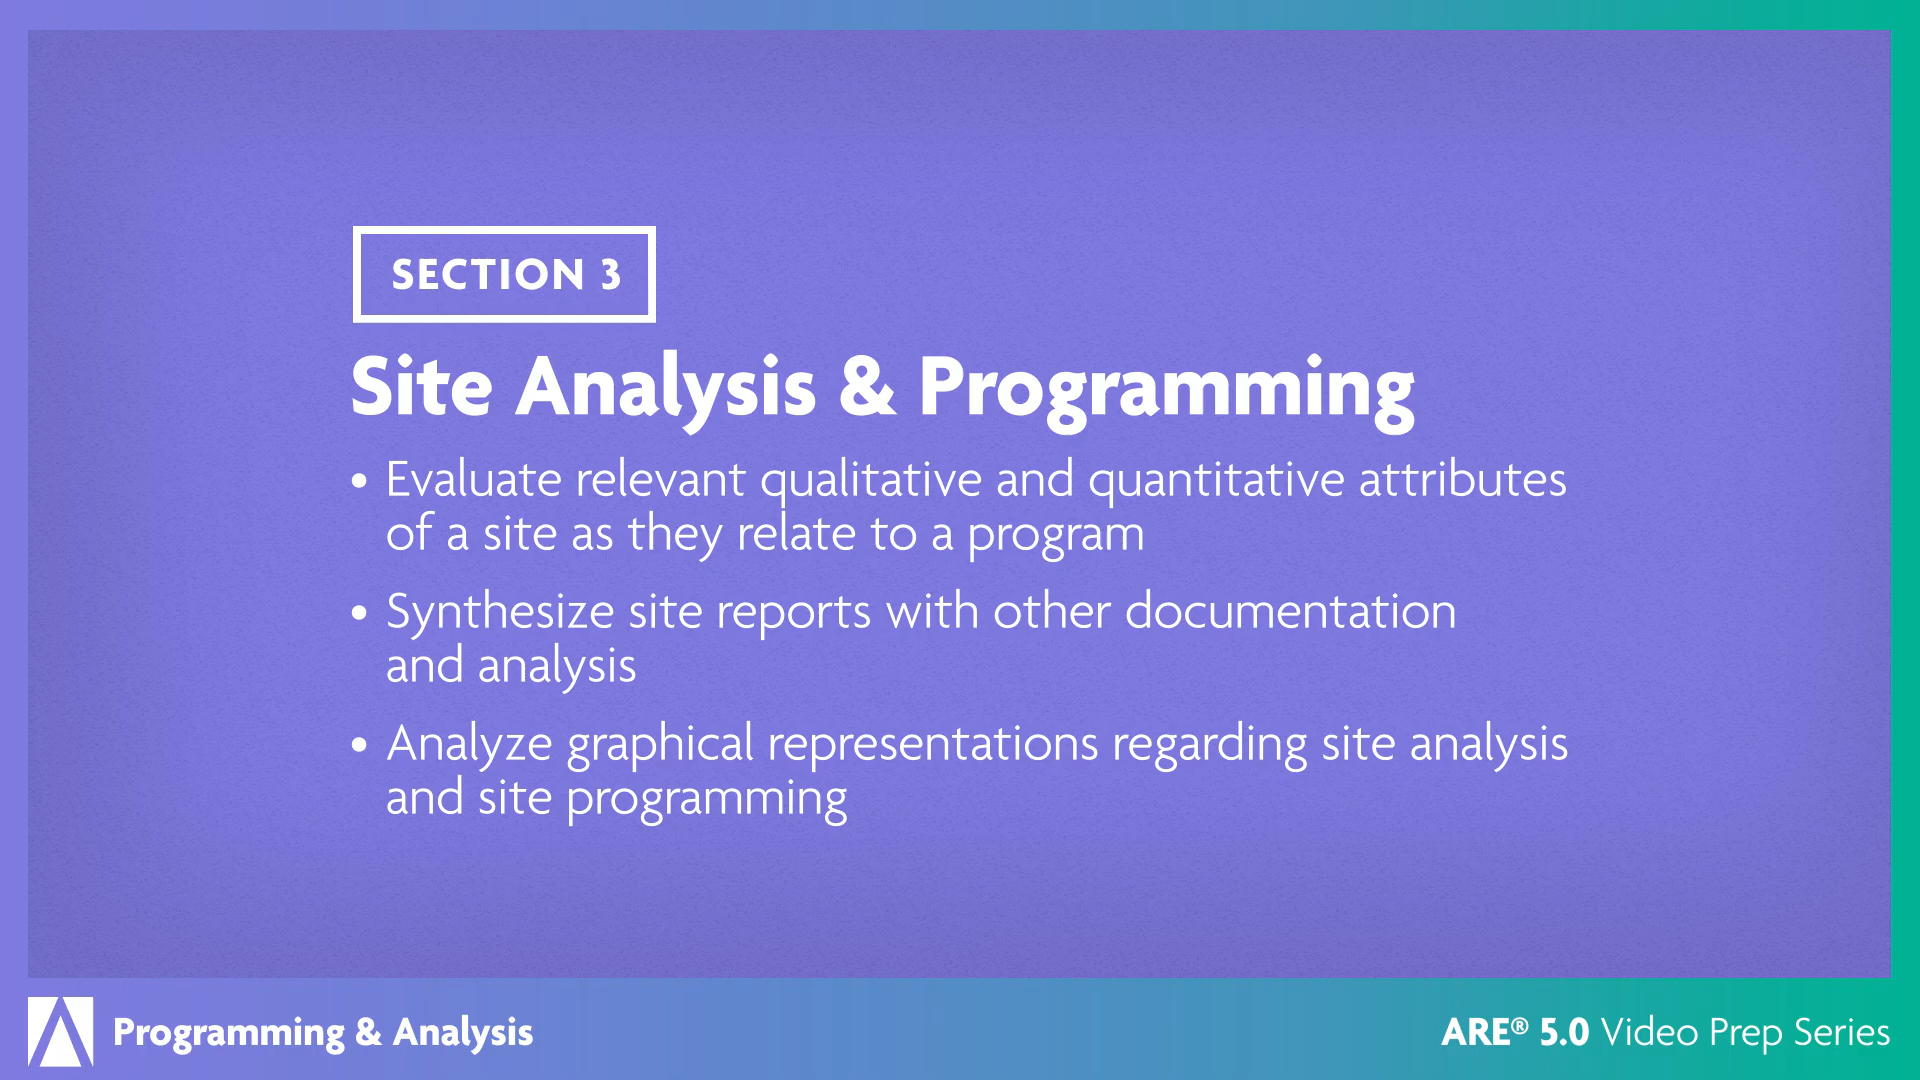 SECTION 3
Site Analysis & Programming
• Evaluate relevant qualitative and quantitative attributes
of a site as they relate to a program
• Synthesize site reports with other documentation
and analysis
• Analyze graphical representations regarding site analysis
and site programming
Programming & Analysis
ARE® 5.0 Video Prep Series